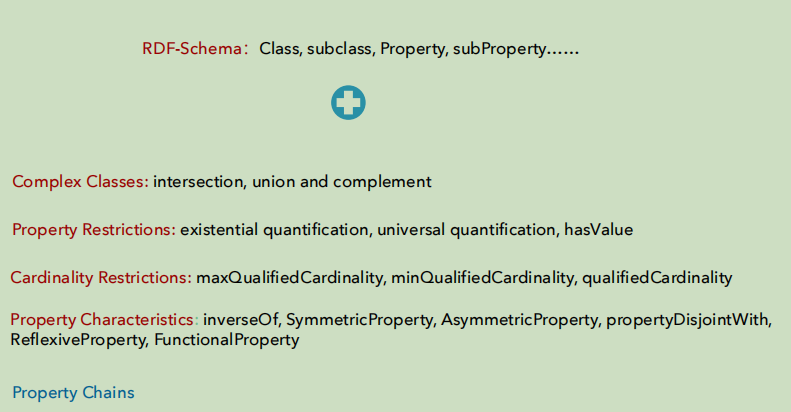 RDF-Schema： Class, subclass, Property, subProperty……
Complex Classes: intersection, union and complement
Property Restrictions: existential quantification, universal quantification, hasValue
Cardinality Restrictions: maxQualifiedCardinality, minQualifiedCardinality, qualifiedCardinality
Property Characteristics: inverseOf, SymmetricProperty, AsymmetricProperty, propertyDisjointWith,
ReflexiveProperty, FunctionalProperty
Property Chains